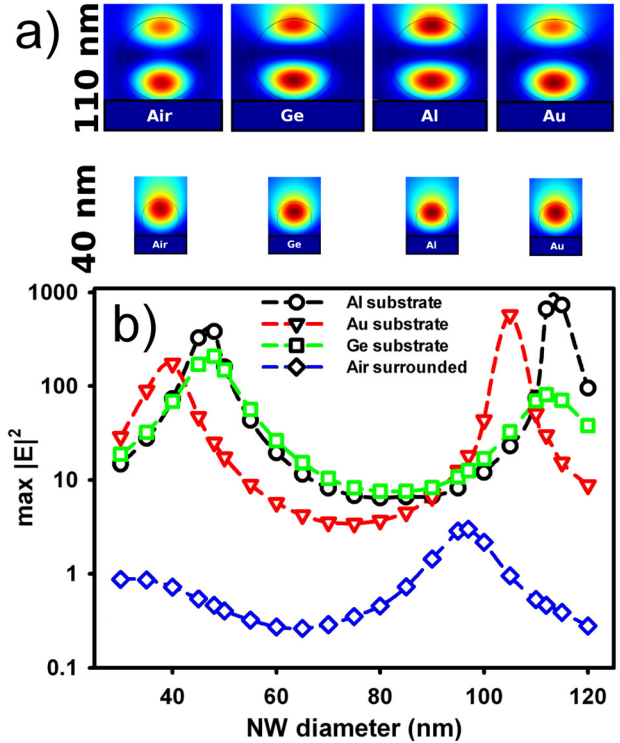 a)
110 nm
Air Ge Al Au
40 nm
Air Ge Al Au
b)
Al substrate
Au substrate
Ge substrate
Air surrounded
max |E|²
1000
100
10
1
0.1
40 60 80 100 120
NW diameter (nm)